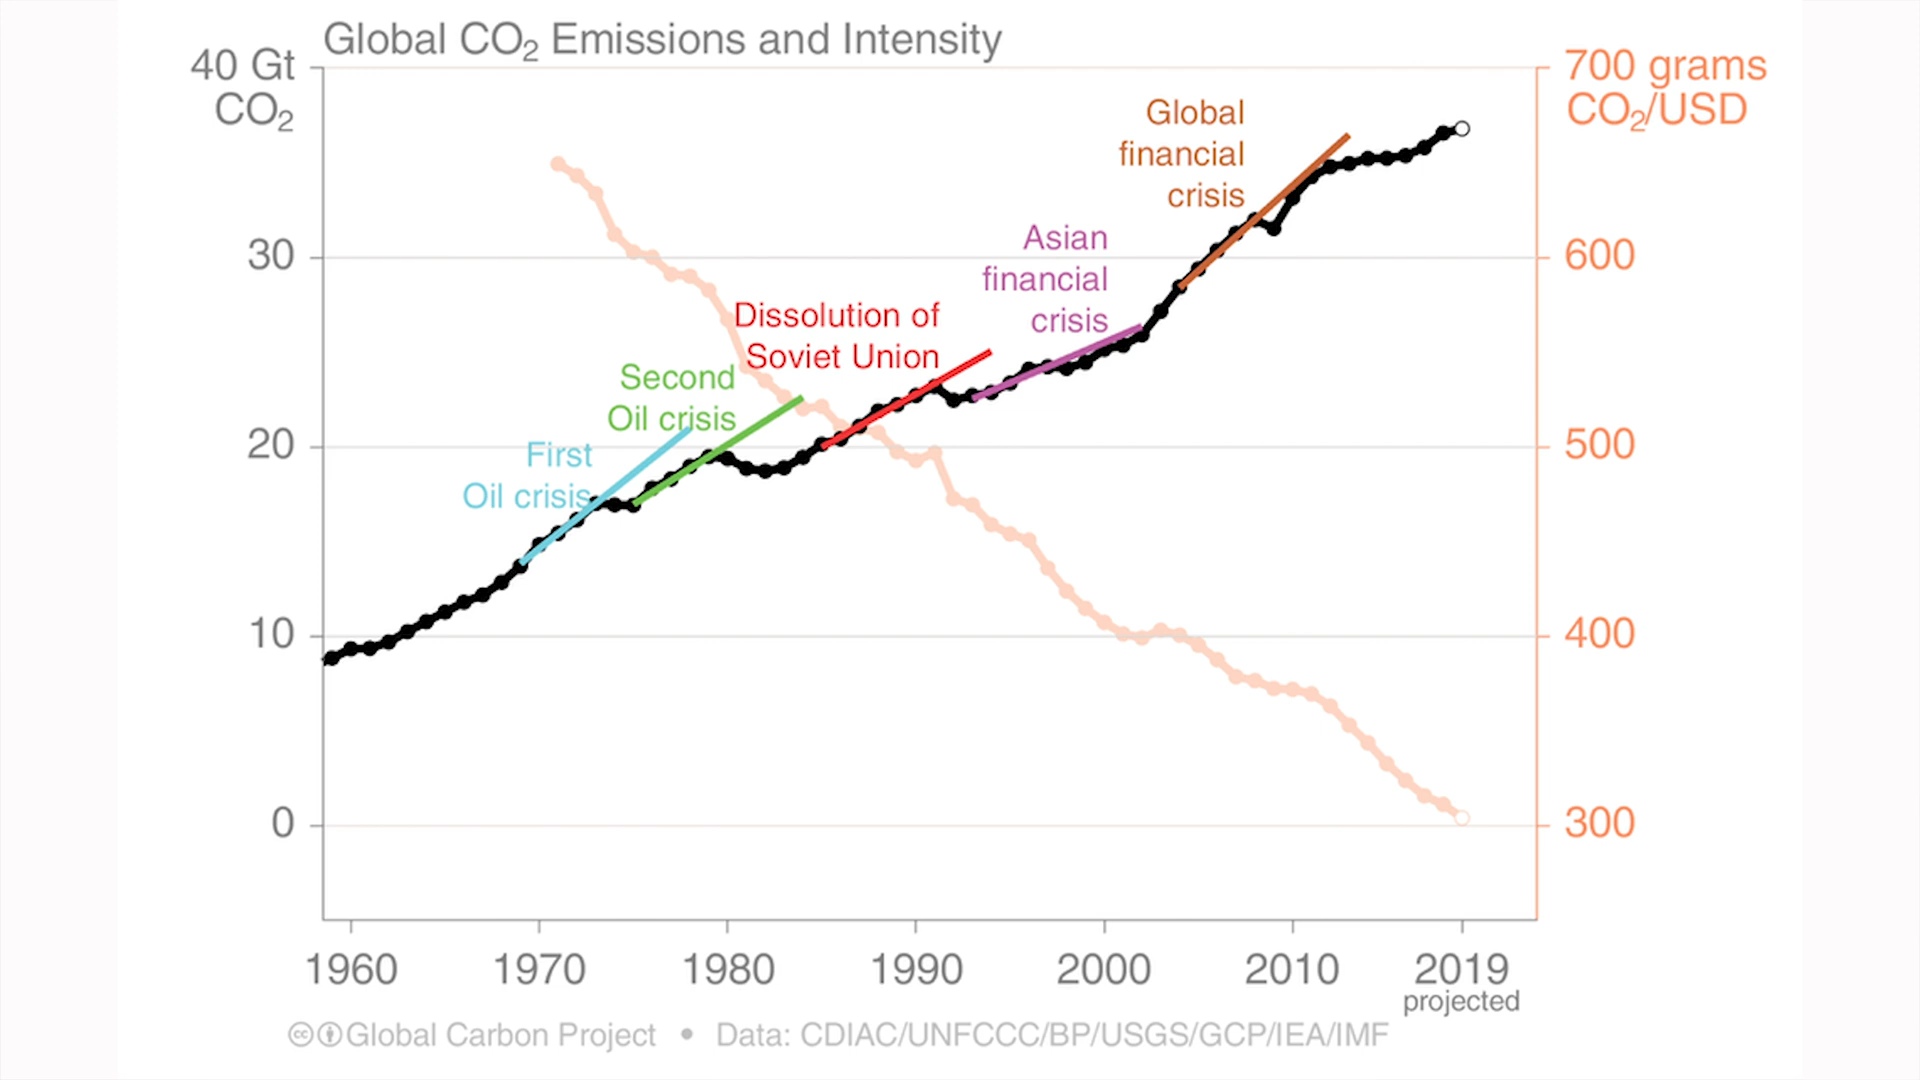 Global CO₂ Emissions and Intensity
40 Gt
CO₂
700 grams
CO₂/USD
Global
financial
crisis
30
600
Asian
financial
crisis
Dissolution of
Soviet Union
Second
Oil crisis
20
500
First
Oil crisis
10
400
0
300
1960 1970 1980 1990 2000 2010 2019
projected
Global Carbon Project • Data: CDIAC/UNFCCC/BP/USGS/GCP/IEA/IMF